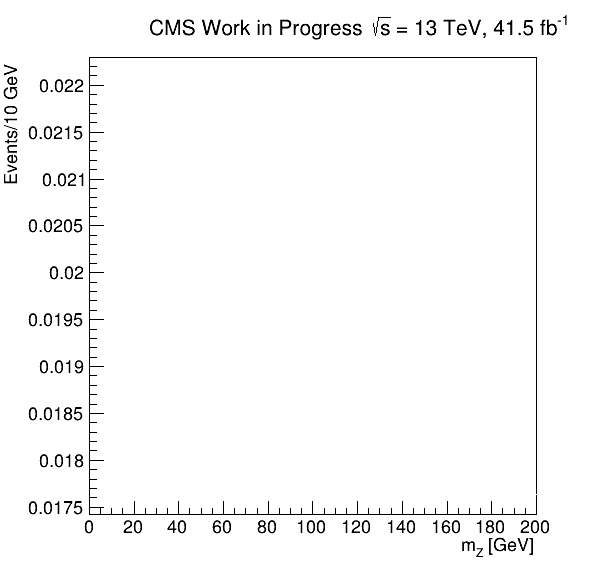 CMS Work in Progress √s = 13 TeV, 41.5 fb⁻¹
Events/10 GeV
0.022
0.0215
0.021
0.0205
0.02
0.0195
0.019
0.0185
0.018
0.0175
0 20 40 60 80 100 120 140 160 180 200
m_Z [GeV]